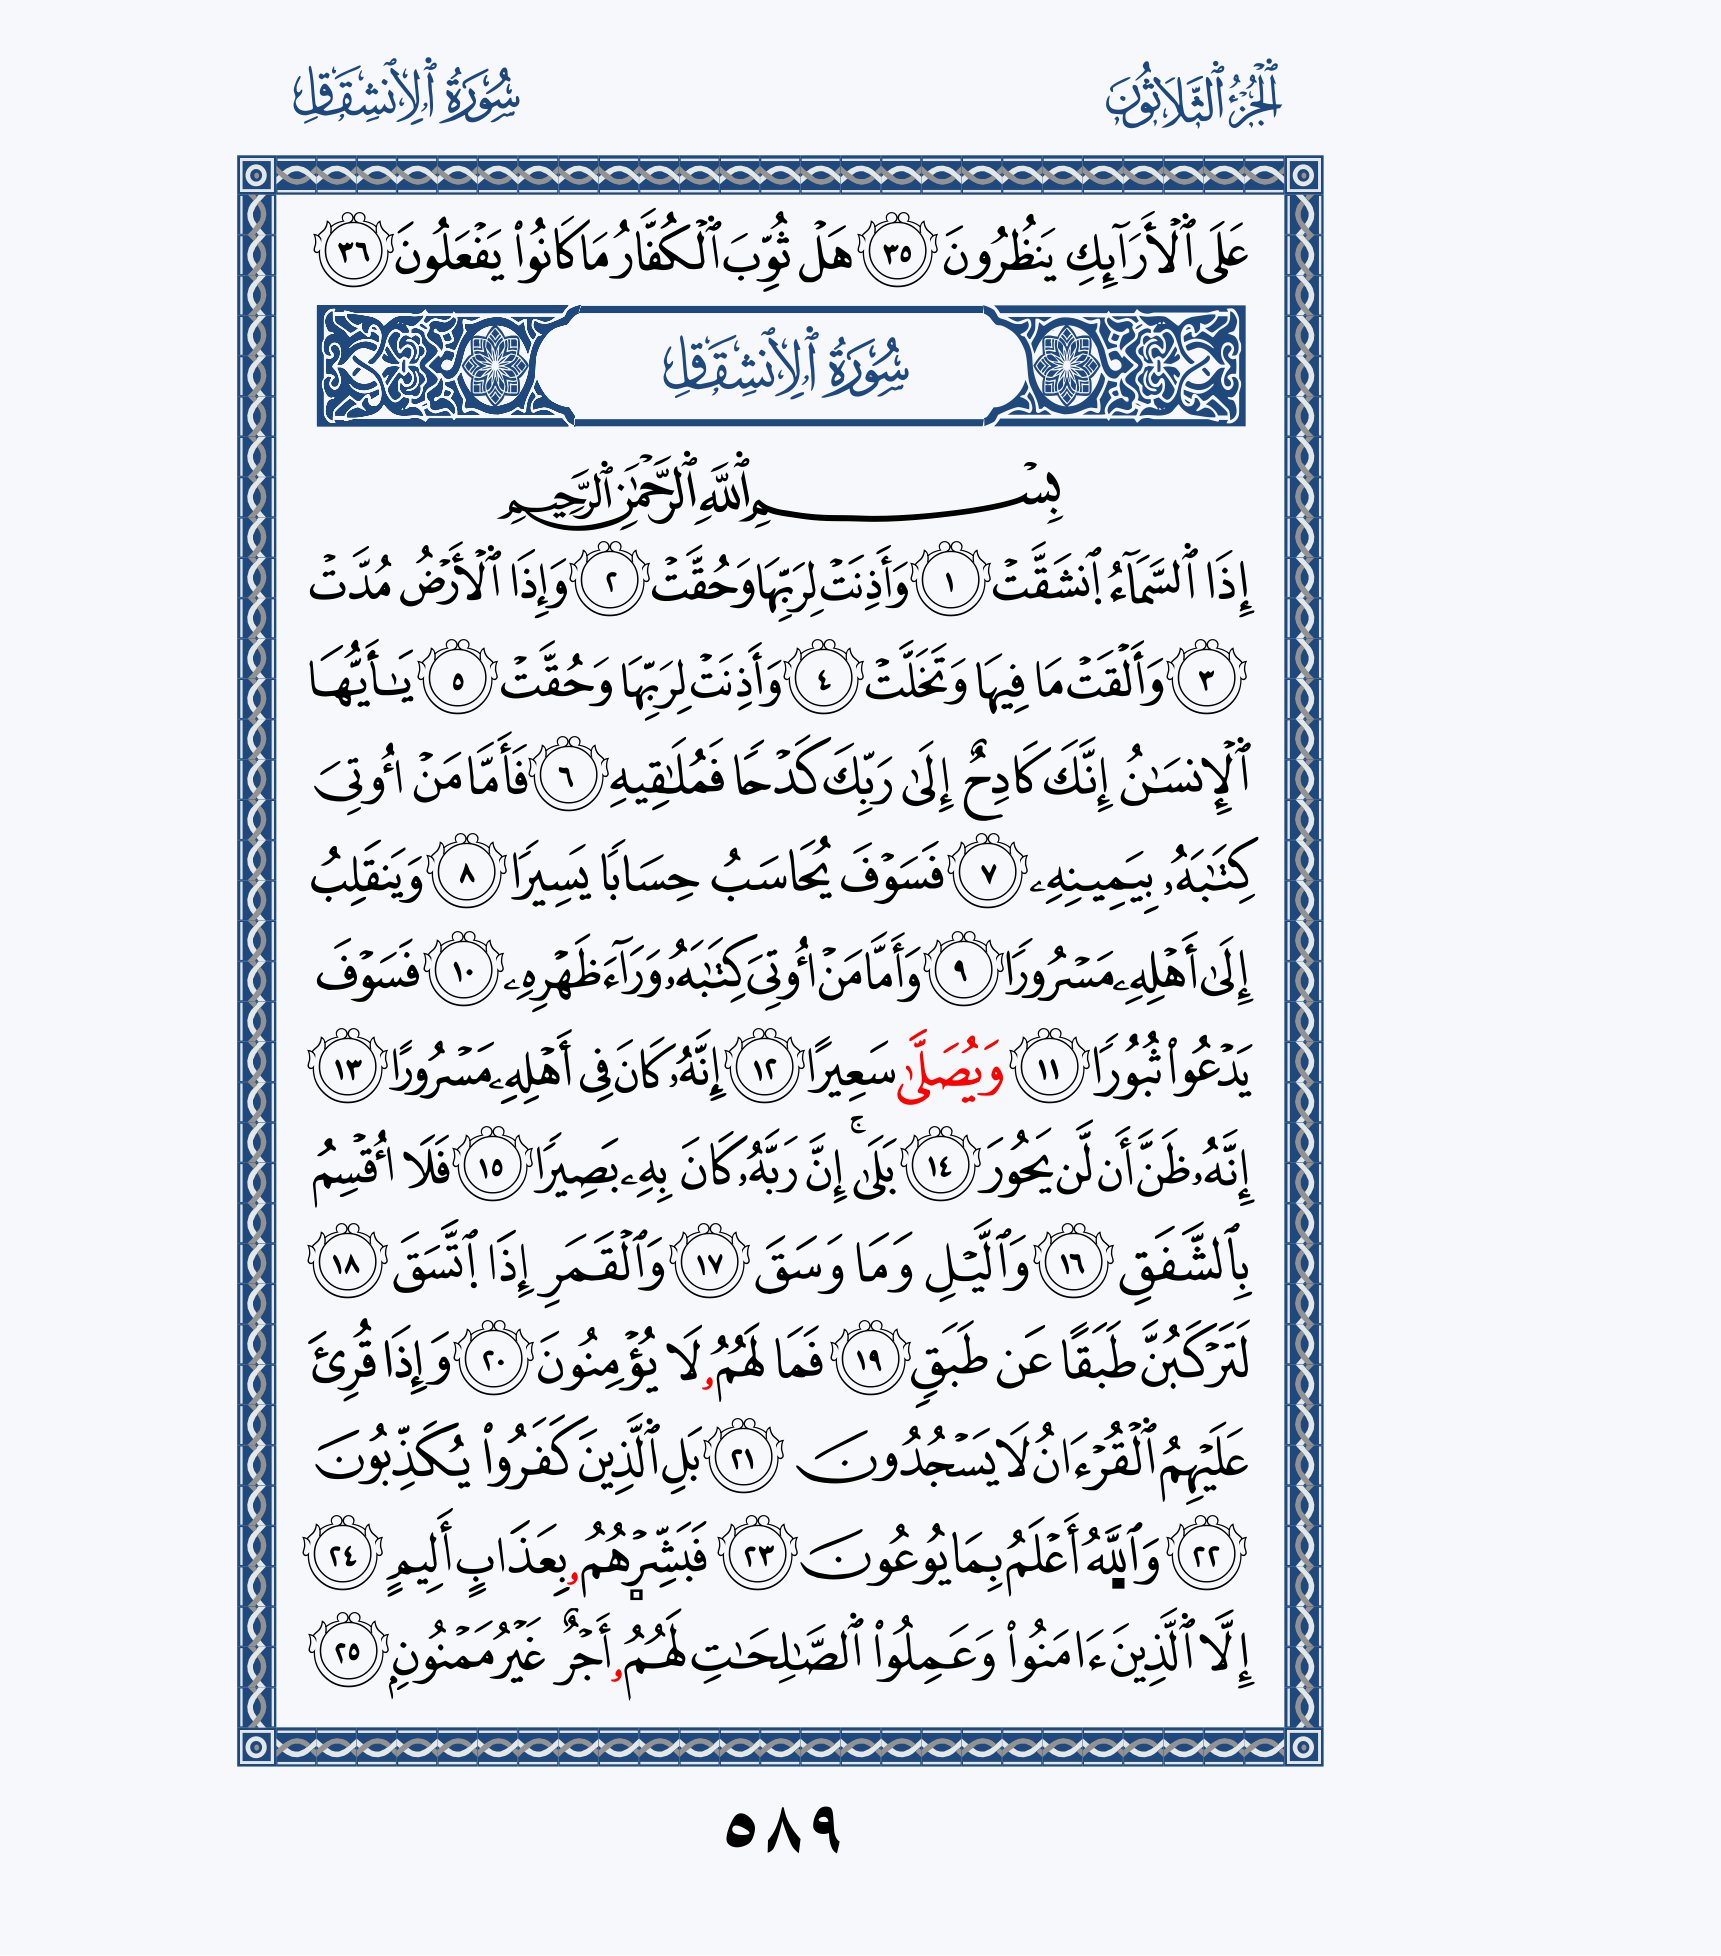 الجُزْءُ الثَّلَاثُونَ
سُورَةُ ٱلِانشِقَاقِ
عَلَى ٱلْأَرَآئِكِ يَنظُرُونَ ٣٥ هَلْ ثُوِّبَ ٱلْكُفَّارُ مَا كَانُوا۟ يَفْعَلُونَ ٣٦
سُورَةُ ٱلِانشِقَاقِ
بِسْمِ ٱللَّهِ ٱلرَّحْمَٰنِ ٱلرَّحِيمِ
إِذَا ٱلسَّمَآءُ ٱنشَقَّتْ ١ وَأَذِنَتْ لِرَبِّهَا وَحُقَّتْ ٢ وَإِذَا ٱلْأَرْضُ مُدَّتْ
٣ وَأَلْقَتْ مَا فِيهَا وَتَخَلَّتْ ٤ وَأَذِنَتْ لِرَبِّهَا وَحُقَّتْ ٥ يَـٰٓأَيُّهَا
ٱلْإِنسَـٰنُ إِنَّكَ كَادِحٌ إِلَىٰ رَبِّكَ كَدْحًا فَمُلَـٰقِيهِ ٦ فَأَمَّا مَنْ أُوتِىَ
كِتَـٰبَهُۥ بِيَمِينِهِۦ ٧ فَسَوْفَ يُحَاسَبُ حِسَابًا يَسِيرًا ٨ وَيَنقَلِبُ
إِلَىٰ أَهْلِهِۦ مَسْرُورًا ٩ وَأَمَّا مَنْ أُوتِىَ كِتَـٰبَهُۥ وَرَآءَ ظَهْرِهِۦ ١٠ فَسَوْفَ
يَدْعُوا۟ ثُبُورًا ١١ وَيُصَلَّىٰ سَعِيرًا ١٢ إِنَّهُۥ كَانَ فِى أَهْلِهِۦ مَسْرُورًا ١٣
إِنَّهُۥ ظَنَّ أَن لَّن يَحُورَ ١٤ بَلَىٰٓۚ إِنَّ رَبَّهُۥ كَانَ بِهِۦ بَصِيرًا ١٥ فَلَا أُقْسِمُ
بِٱلشَّفَقِ ١٦ وَٱلَّيْلِ وَمَا وَسَقَ ١٧ وَٱلْقَمَرِ إِذَا ٱتَّسَقَ ١٨
لَتَرْكَبُنَّ طَبَقًا عَن طَبَقٍ ١٩ فَمَا لَهُمُۥ لَا يُؤْمِنُونَ ٢٠ وَإِذَا قُرِئَ
عَلَيْهِمُ ٱلْقُرْءَانُ لَا يَسْجُدُونَ ٢١ بَلِ ٱلَّذِينَ كَفَرُوا۟ يُكَذِّبُونَ
٢٢ وَٱللَّهُ أَعْلَمُ بِمَا يُوعُونَ ٢٣ فَبَشِّرْهُمُۥ بِعَذَابٍ أَلِيمٍ ٢٤
إِلَّا ٱلَّذِينَ ءَامَنُوا۟ وَعَمِلُوا۟ ٱلصَّـٰلِحَـٰتِ لَهُمُۥ أَجْرٌ غَيْرُ مَمْنُونٍۭ ٢٥
٥٨٩